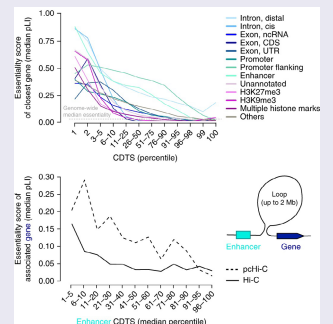 Essentiality score
of closest gene (median pLI)
1.00
0.75
0.50
0.25
0.00
Genome-wide
median essentiality
1
2
3–5
6–10
11–25
26–50
51–75
76–90
91–95
96–98
99
100
CDTS (percentile)
Intron, distal
Intron, cis
Exon, ncRNA
Exon, CDS
Exon, UTR
Promoter
Promoter flanking
Enhancer
Unannotated
H3K27me3
H3K9me3
Multiple histone marks
Others
Essentiality score of
associated gene (median pLI)
0.30
0.25
0.20
0.15
0.10
0.05
0.00
1–5
6–10
11–20
21–30
31–40
41–50
51–60
61–70
71–80
81–90
91–95
96–100
Enhancer CDTS (median percentile)
Loop
(up to 2 Mb)
Enhancer
Gene
pcHi-C
Hi-C